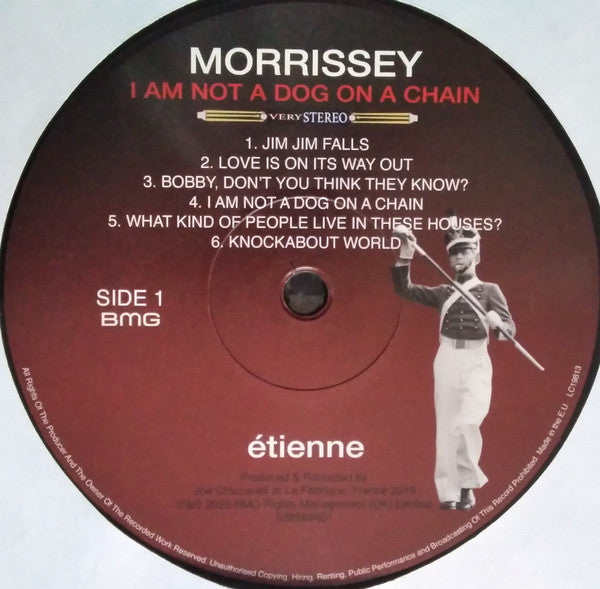 MORRISSEY
I AM NOT A DOG ON A CHAIN
VERY STEREO
1. JIM JIM FALLS
2. LOVE IS ON ITS WAY OUT
3. BOBBY, DON'T YOU THINK THEY KNOW?
4. I AM NOT A DOG ON A CHAIN
5. WHAT KIND OF PEOPLE LIVE IN THESE HOUSES?
6. KNOCKABOUT WORLD
SIDE 1
BMG
étienne
Produced & Recorded by
Joe Chiccarelli at La Fabrique, France 2019
2020 BMG Rights Management (UK) Limited
All Rights Of The Producer And The Owner Of The Recorded Work Reserved. Unauthorised Copying. Hiring. Renting. Public Performance and Broadcasting Of This Record Prohibited. Made in the E.U. LC19813